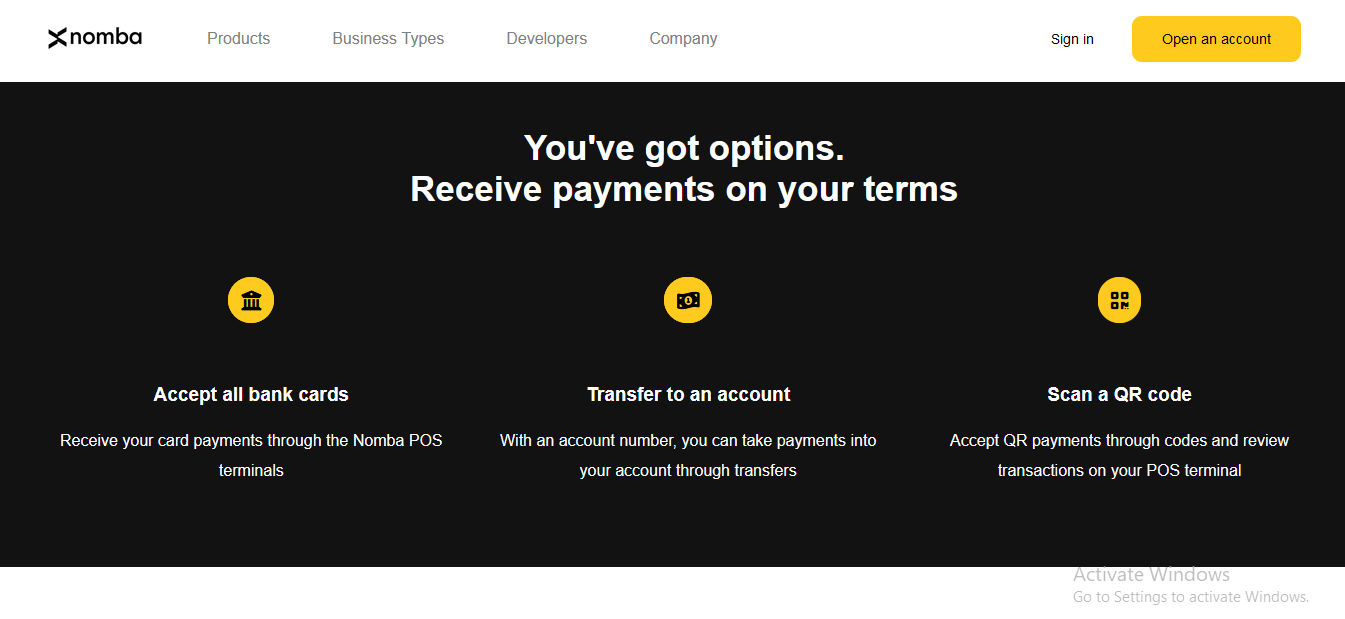 nomba
Products
Business Types
Developers
Company
Sign in
Open an account
You've got options.
Receive payments on your terms
Accept all bank cards
Receive your card payments through the Nomba POS
terminals
Transfer to an account
With an account number, you can take payments into
your account through transfers
Scan a QR code
Accept QR payments through codes and review
transactions on your POS terminal
Activate Windows
Go to Settings to activate Windows.